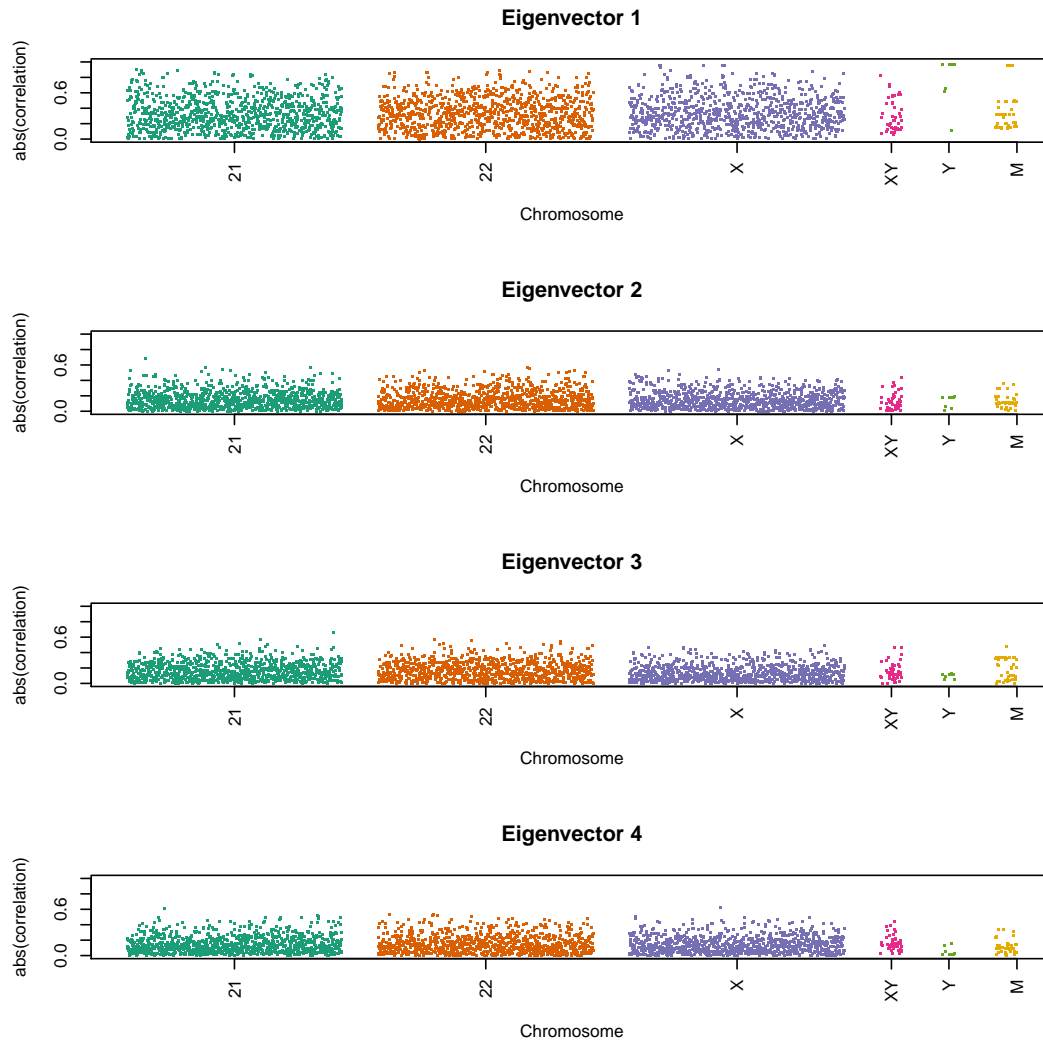 Eigenvector 1
abs(correlation)
0.6
0.0
21 22 X XY Y M
Chromosome
Eigenvector 2
abs(correlation)
0.6
0.0
21 22 X XY Y M
Chromosome
Eigenvector 3
abs(correlation)
0.6
0.0
21 22 X XY Y M
Chromosome
Eigenvector 4
abs(correlation)
0.6
0.0
21 22 X XY Y M
Chromosome